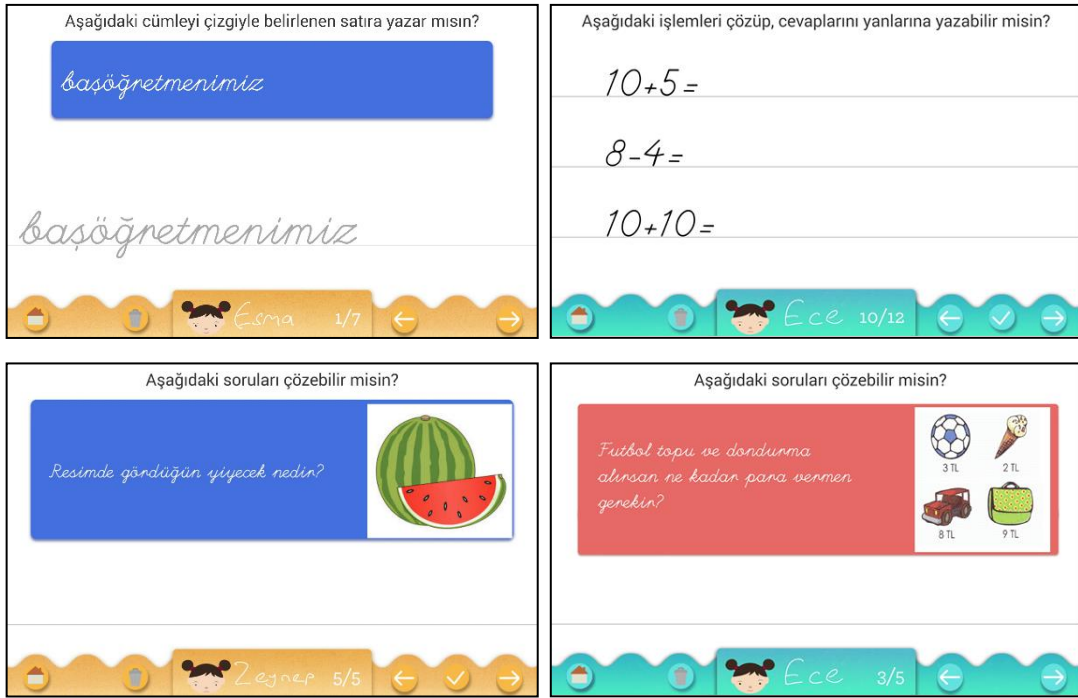 Aşağıdaki cümleyi çizgiyle belirlenen satıra yazar mısın?
başöğretmenimiz
başöğretmenimiz
Esma 1/7
Aşağıdaki işlemleri çözüp, cevaplarını yanlarına yazabilir misin?
10+5=
8-4=
10+10=
Ece 10/12
Aşağıdaki soruları çözebilir misin?
Resimde gördüğün yiyecek nedir?
Zeynep 5/5
Aşağıdaki soruları çözebilir misin?
Futbol topu ve dondurma
alırsan ne kadar para vermen
gerekir?
3 TL 2 TL
8 TL 9 TL
Ece 3/5